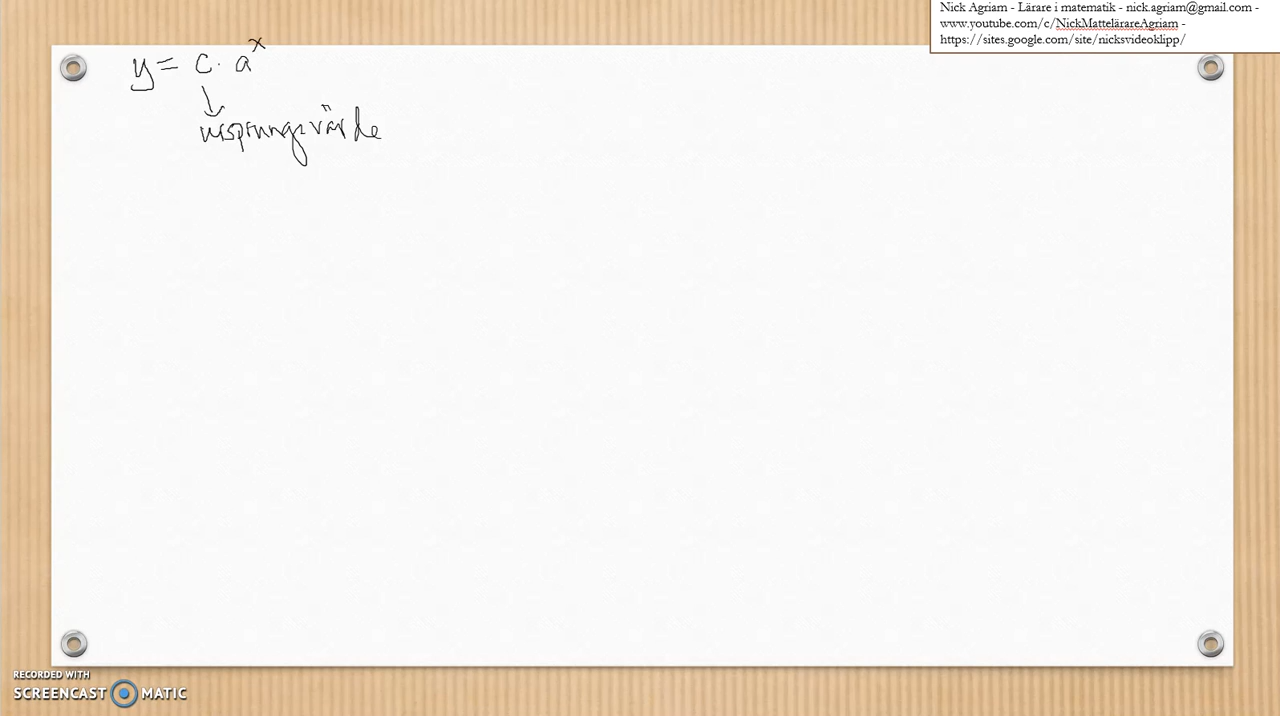 Nick Agriam - Lärare i matematik - nick.agriam@gmail.com -
www.youtube.com/c/NickMattelärareAgriam -
https://sites.google.com/site/nicksvideoklipp/
y = c · a^x
ursprungsvärde
RECORDED WITH
SCREENCAST MATIC